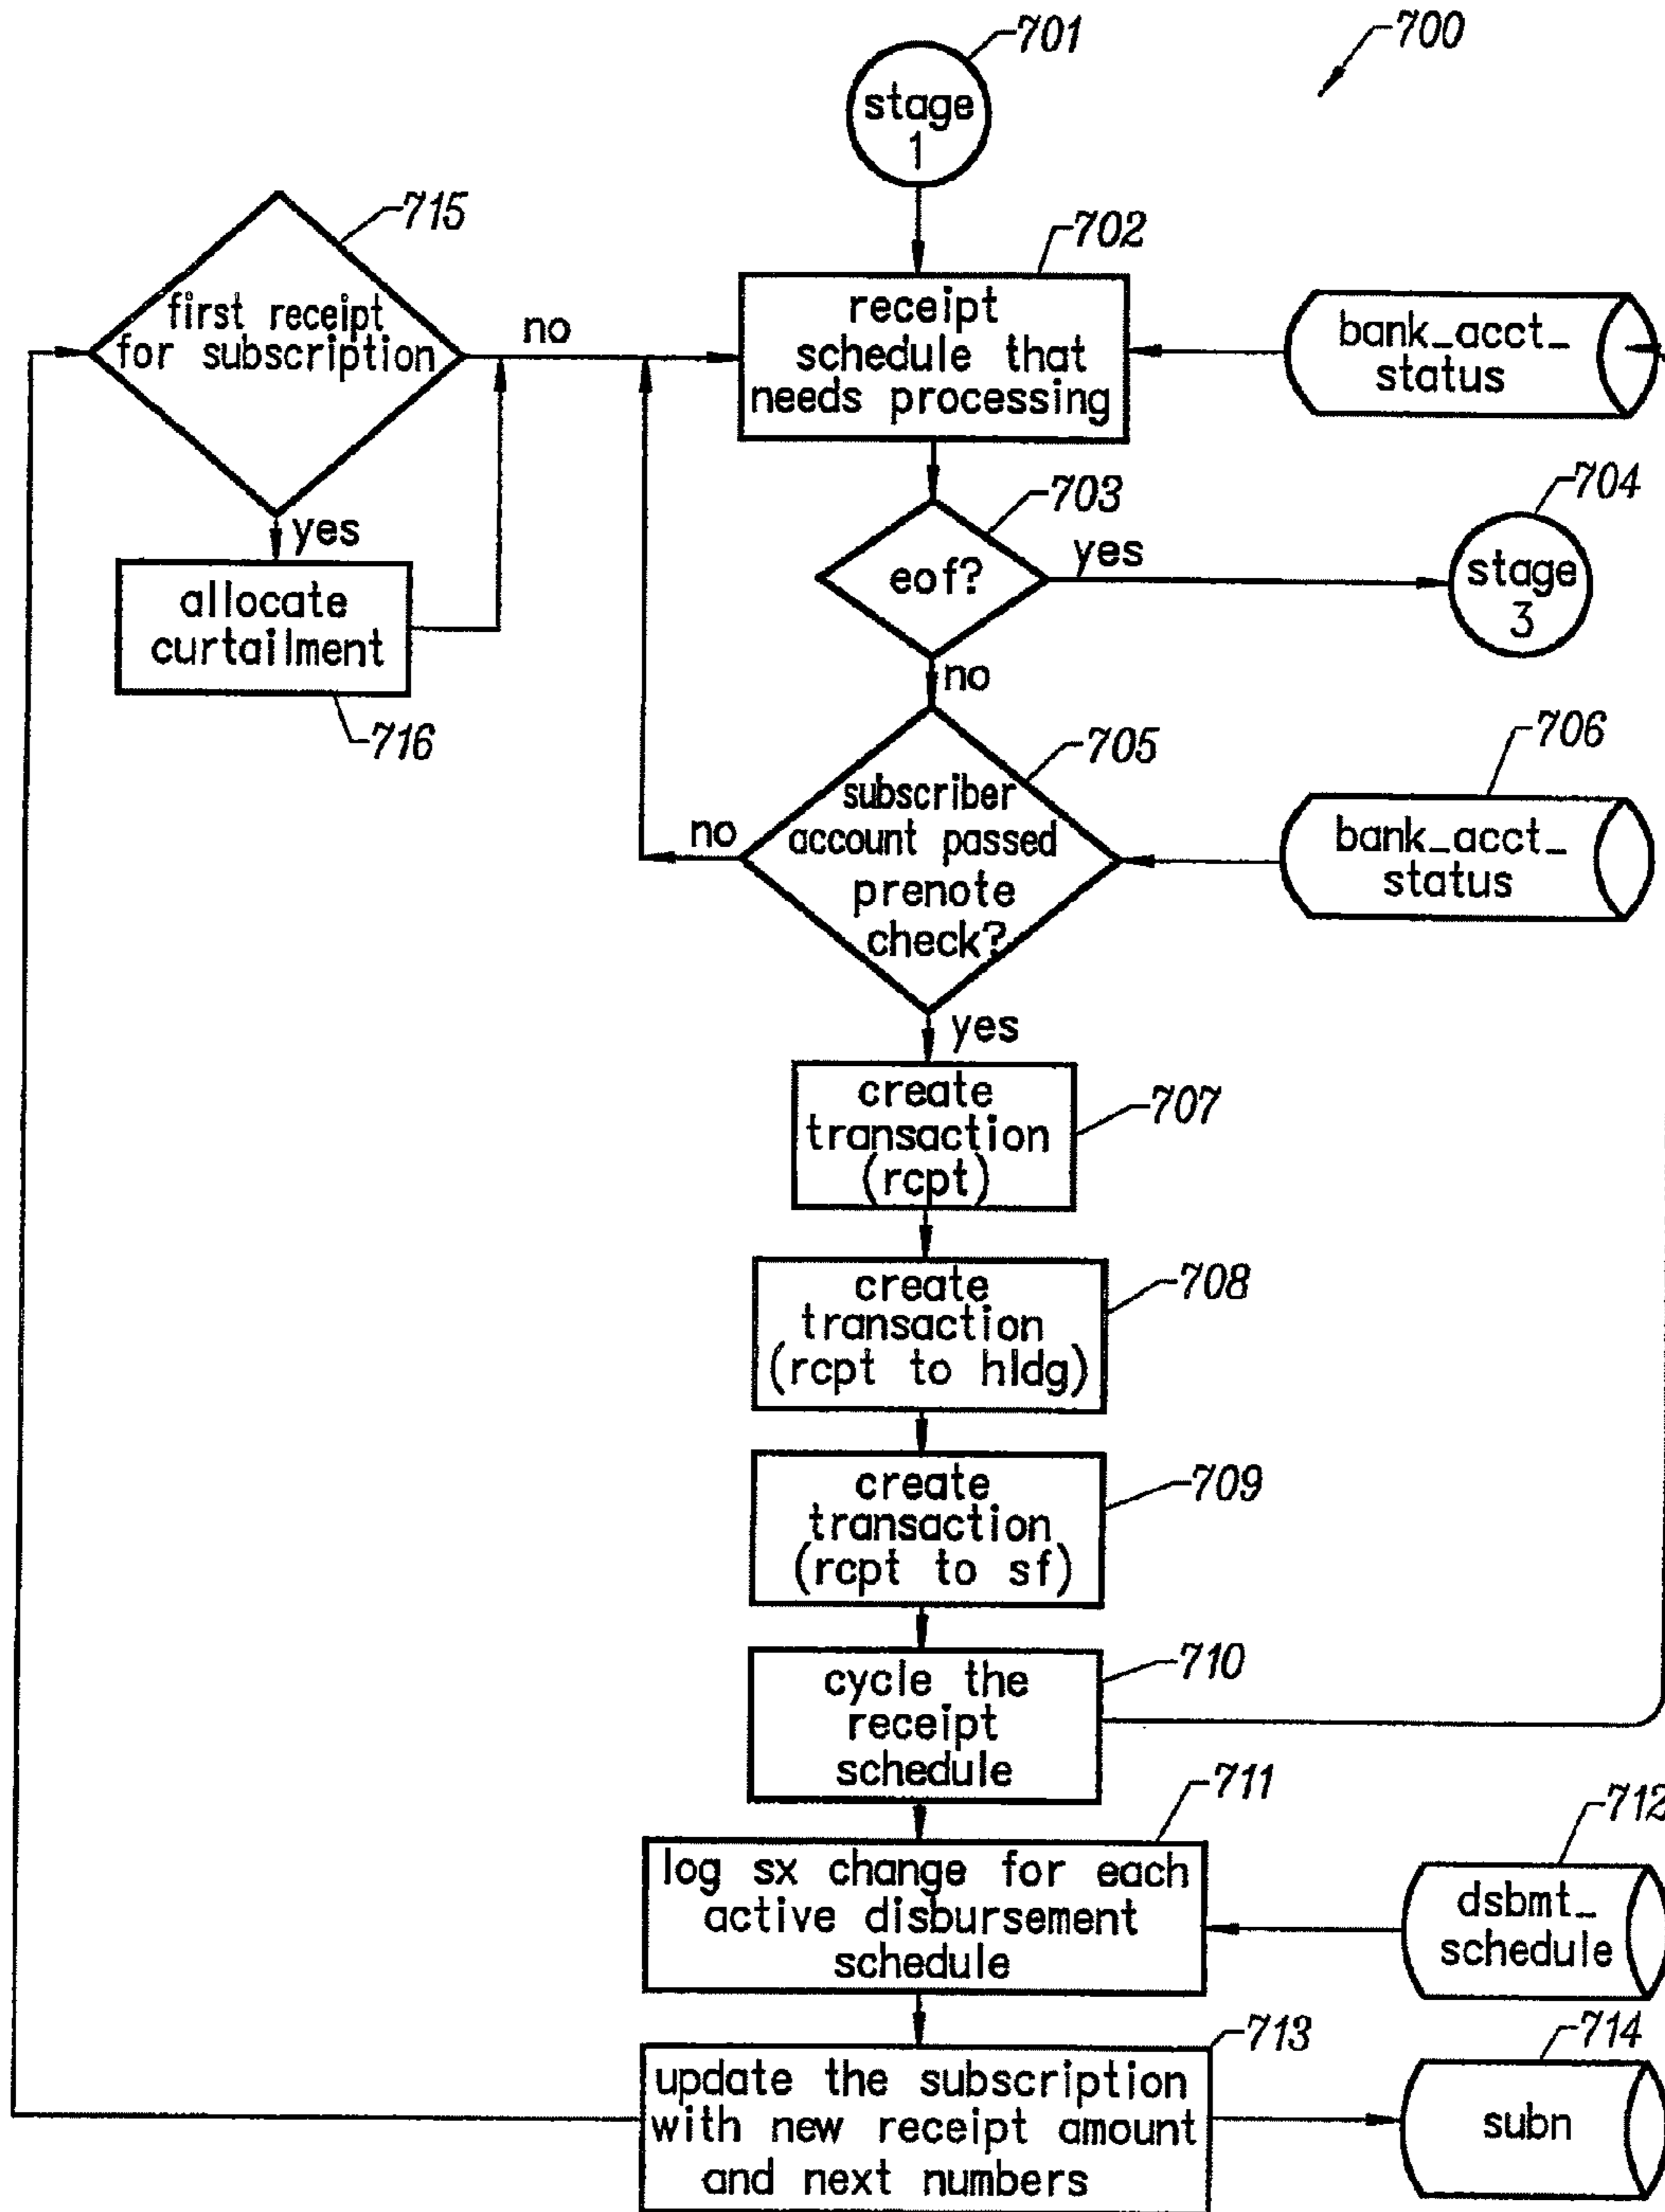 701
700
stage
1
715
702
first receipt
for subscription
no
receipt
schedule that
needs processing
bank_acct_
status
703
704
yes
eof?
yes
stage
3
allocate
curtailment
no
716
705
706
subscriber
account passed
prenote
check?
no
bank_acct_
status
yes
create
transaction
(rcpt)
707
create
transaction
(rcpt to hldg)
708
create
transaction
(rcpt to sf)
709
cycle the
receipt
schedule
710
711
712
log sx change for each
active disbursement
schedule
dsbmt_
schedule
713
714
update the subscription
with new receipt amount
and next numbers
subn